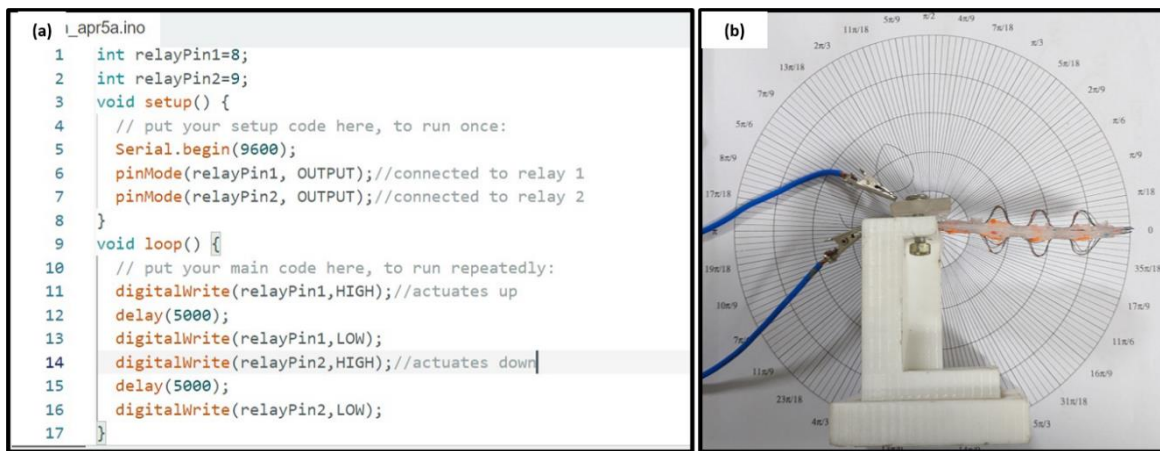 (a)
_apr5a.ino
1 int relayPin1=8;
2 int relayPin2=9;
3 void setup() {
4 // put your setup code here, to run once:
5 Serial.begin(9600);
6 pinMode(relayPin1, OUTPUT);//connected to relay 1
7 pinMode(relayPin2, OUTPUT);//connected to relay 2
8 }
9 void loop() {
10 // put your main code here, to run repeatedly:
11 digitalWrite(relayPin1,HIGH);//actuates up
12 delay(5000);
13 digitalWrite(relayPin1,LOW);
14 digitalWrite(relayPin2,HIGH);//actuates down
15 delay(5000);
16 digitalWrite(relayPin2,LOW);
17 }
(b)
5π/9 π/2 4π/9
11π/18 7π/18
2π/3 π/3
13π/18 5π/18
7π/9 2π/9
5π/6 π/6
8π/9 π/9
17π/18 π/18
π 0
19π/18 35π/18
10π/9 17π/9
11π/9 16π/9
23π/18 31π/18
4π/3 5π/3